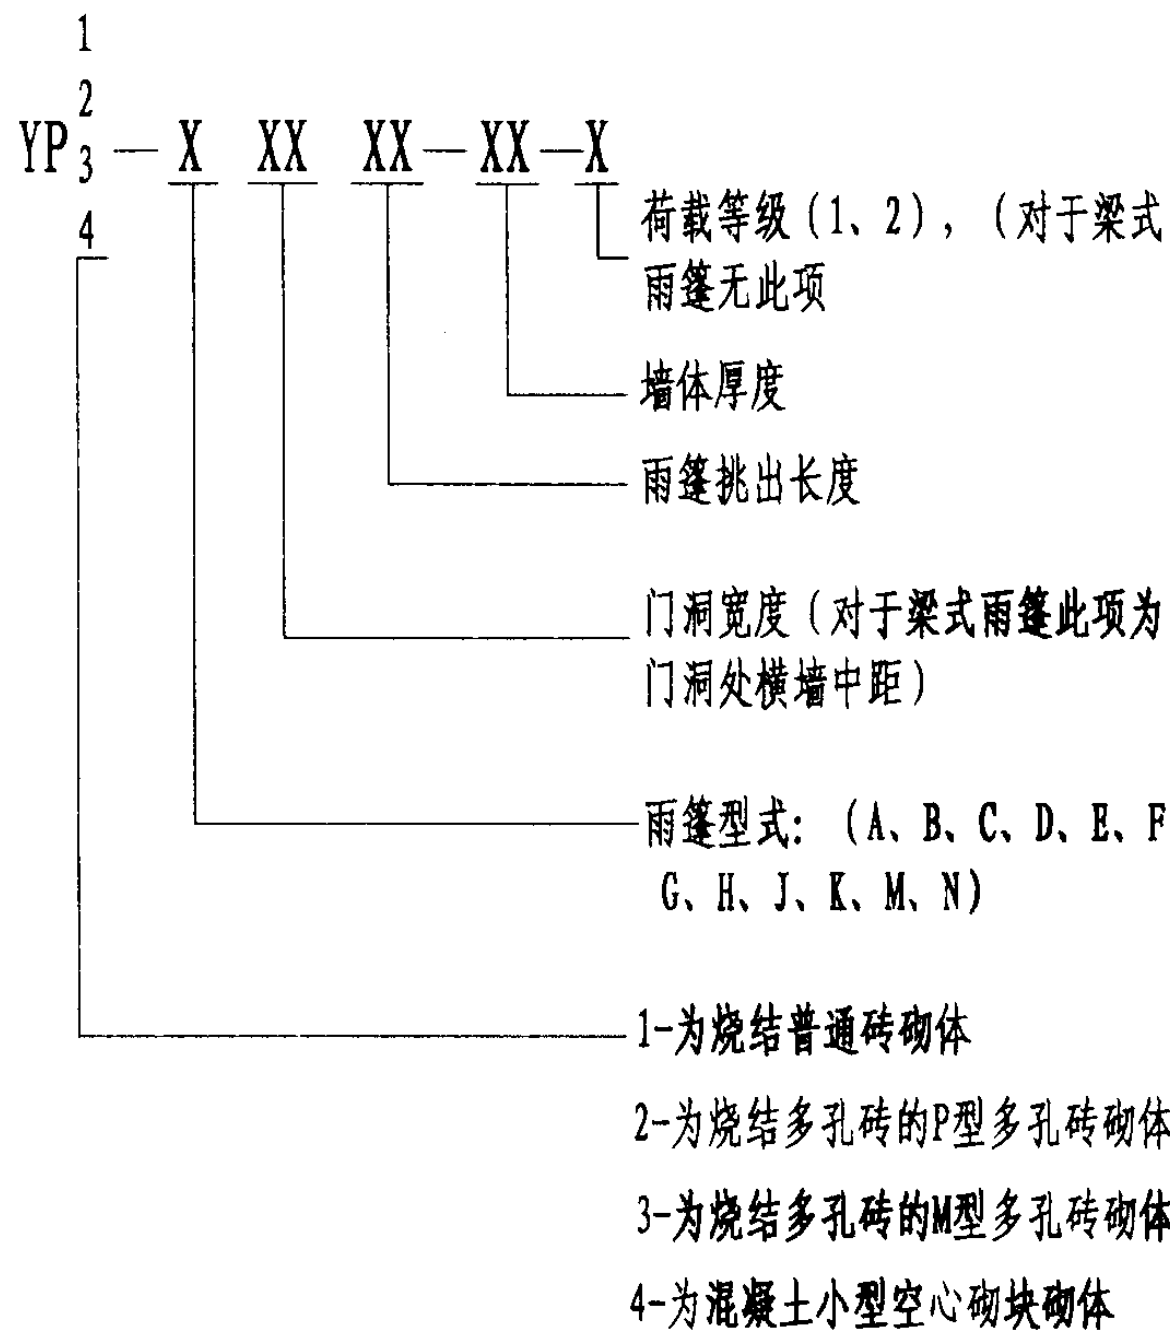 1
2
YP 3 — X XX XX — XX — X
4
荷载等级(1、2),(对于梁式
雨篷无此项
墙体厚度
雨篷挑出长度
门洞宽度(对于梁式雨篷此项为
门洞处横墙中距)
雨篷型式:(A、B、C、D、E、F
G、H、J、K、M、N)
1-为烧结普通砖砌体
2-为烧结多孔砖的P型多孔砖砌体
3-为烧结多孔砖的M型多孔砖砌体
4-为混凝土小型空心砌块砌体